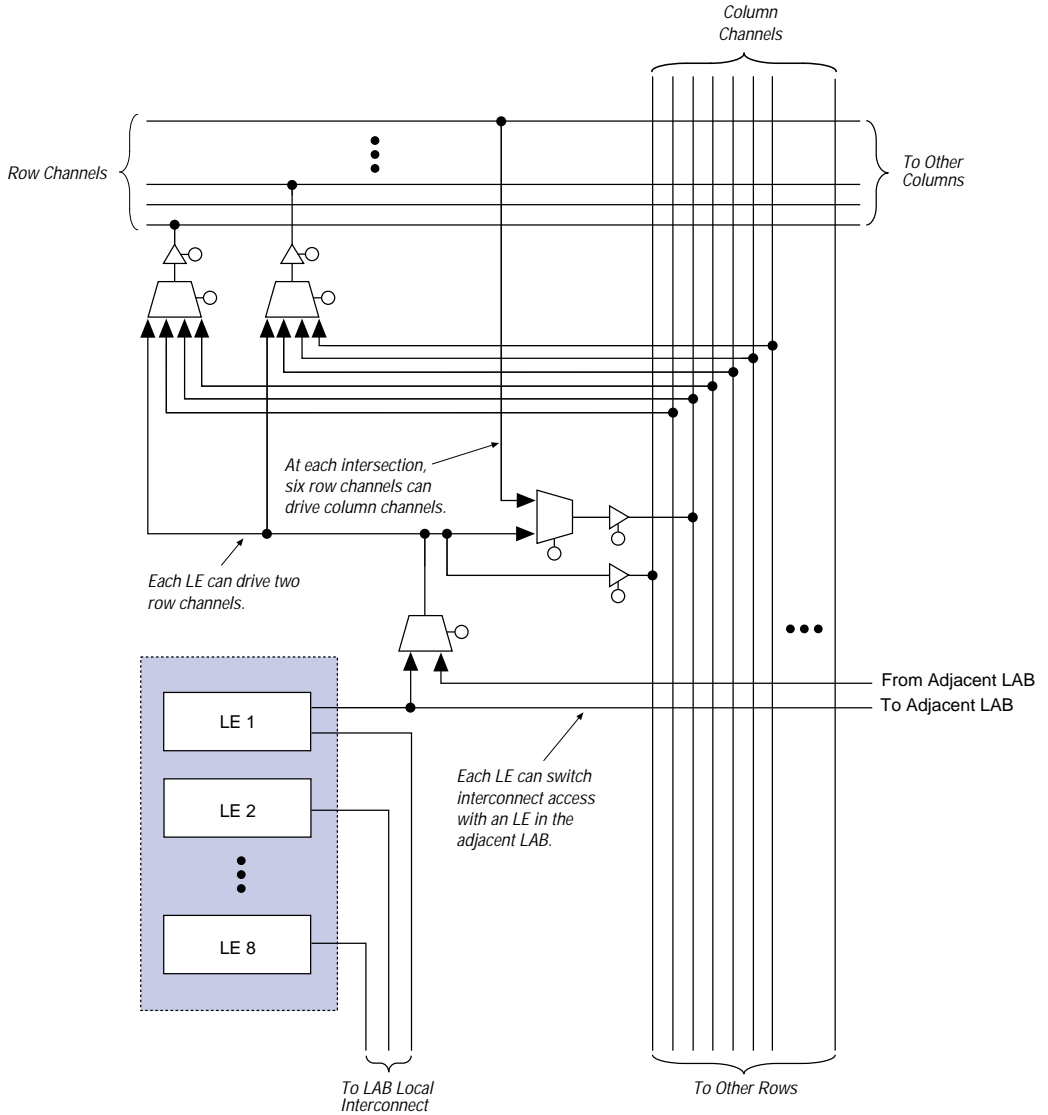 Column
Channels
Row Channels
To Other
Columns
At each intersection,
six row channels can
drive column channels.
Each LE can drive two
row channels.
From Adjacent LAB
To Adjacent LAB
LE 1
Each LE can switch
interconnect access
with an LE in the
adjacent LAB.
LE 2
LE 8
To LAB Local
Interconnect
To Other Rows